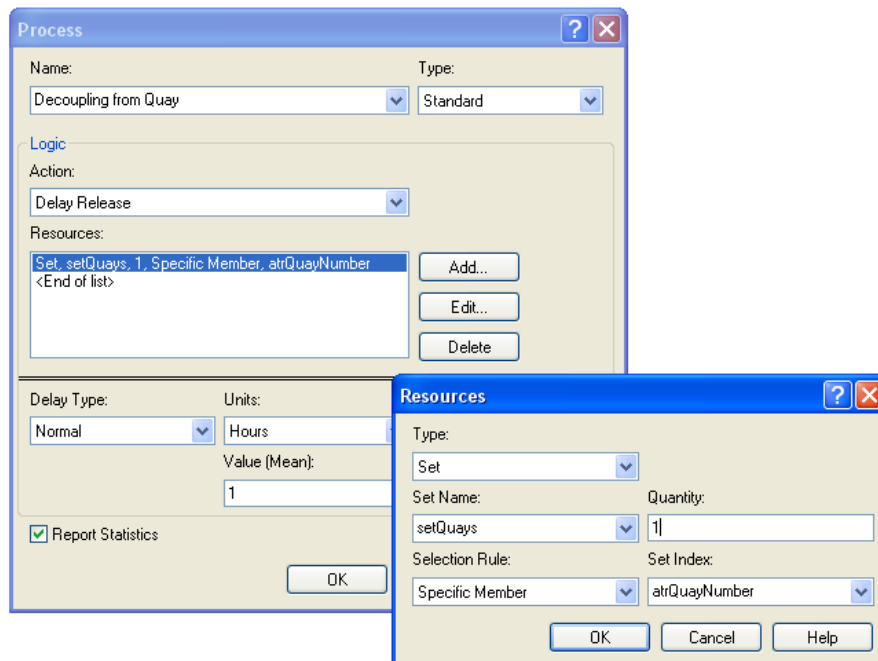 Process
Name:
Type:
Decoupling from Quay
Standard
Logic
Action:
Delay Release
Resources:
Set, setQuays, 1, Specific Member, atrQuayNumber
<End of list>
Add...
Edit...
Delete
Delay Type:
Units:
Normal
Hours
Value (Mean):
1
Report Statistics
OK
Resources
Type:
Set
Set Name:
Quantity:
setQuays
1
Selection Rule:
Set Index:
Specific Member
atrQuayNumber
OK
Cancel
Help